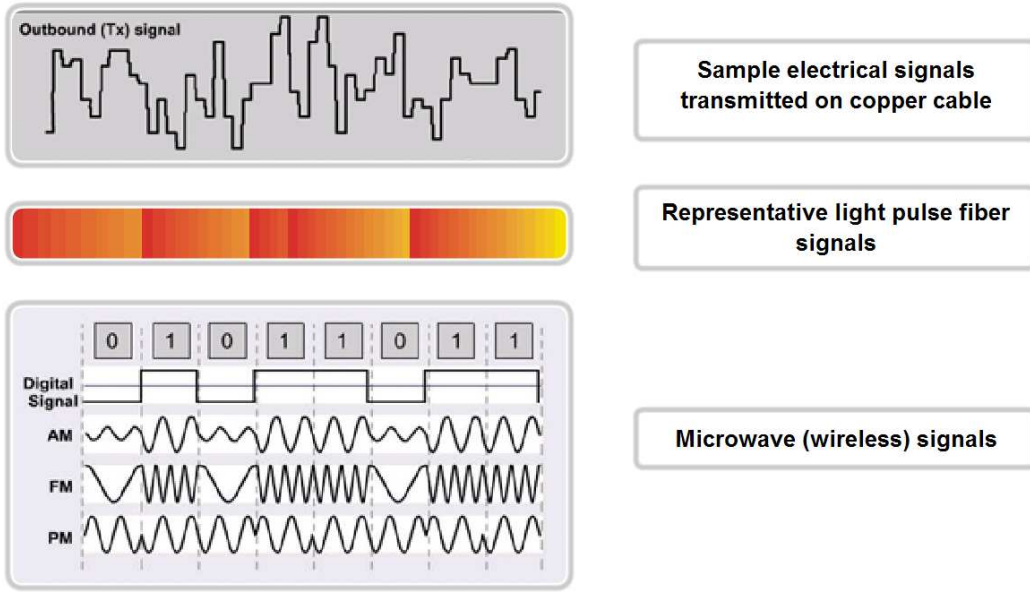 Outbound (Tx) signal
Sample electrical signals
transmitted on copper cable
Representative light pulse fiber
signals
0 1 0 1 1 0 1 1
Digital
Signal
AM
FM
PM
Microwave (wireless) signals